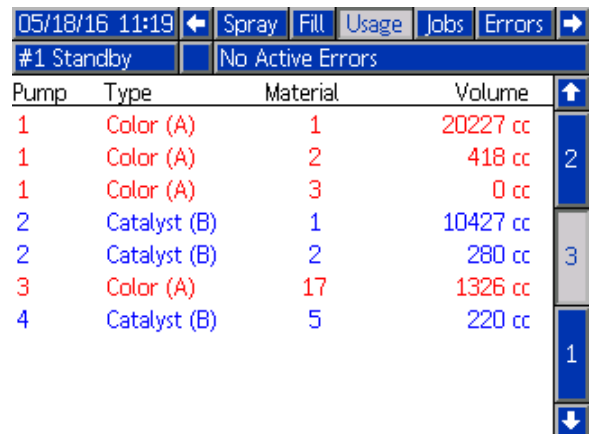 05/18/16 11:19 Spray Fill Usage Jobs Errors
#1 Standby No Active Errors
Pump Type Material Volume
1 Color (A) 1 20227 cc
1 Color (A) 2 418 cc
1 Color (A) 3 0 cc
2 Catalyst (B) 1 10427 cc
2 Catalyst (B) 2 280 cc
3 Color (A) 17 1326 cc
4 Catalyst (B) 5 220 cc
2
3
1